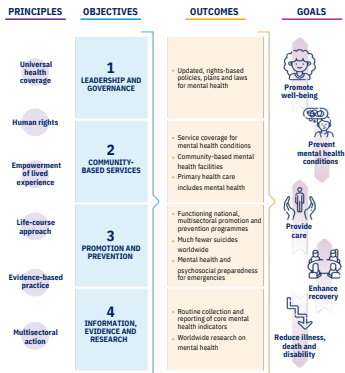 PRINCIPLES
OBJECTIVES
OUTCOMES
GOALS
Universal
health
coverage
Human rights
Empowerment
of lived
experience
Life-course
approach
Evidence-based
practice
Multisectoral
action
1
LEADERSHIP AND
GOVERNANCE
2
COMMUNITY-
BASED SERVICES
3
PROMOTION AND
PREVENTION
4
INFORMATION,
EVIDENCE AND
RESEARCH
• Updated, rights-based
policies, plans and laws
for mental health
• Service coverage for
mental health conditions
• Community-based mental
health facilities
• Primary health care
includes mental health
• Functioning national,
multisectoral promotion and
prevention programmes
• Much fewer suicides
worldwide
• Mental health and
psychosocial preparedness
for emergencies
• Routine collection and
reporting of core mental
health indicators
• Worldwide research on
mental health
Promote
well-being
Prevent
mental health
conditions
Provide
care
Enhance
recovery
Reduce illness,
death and
disability